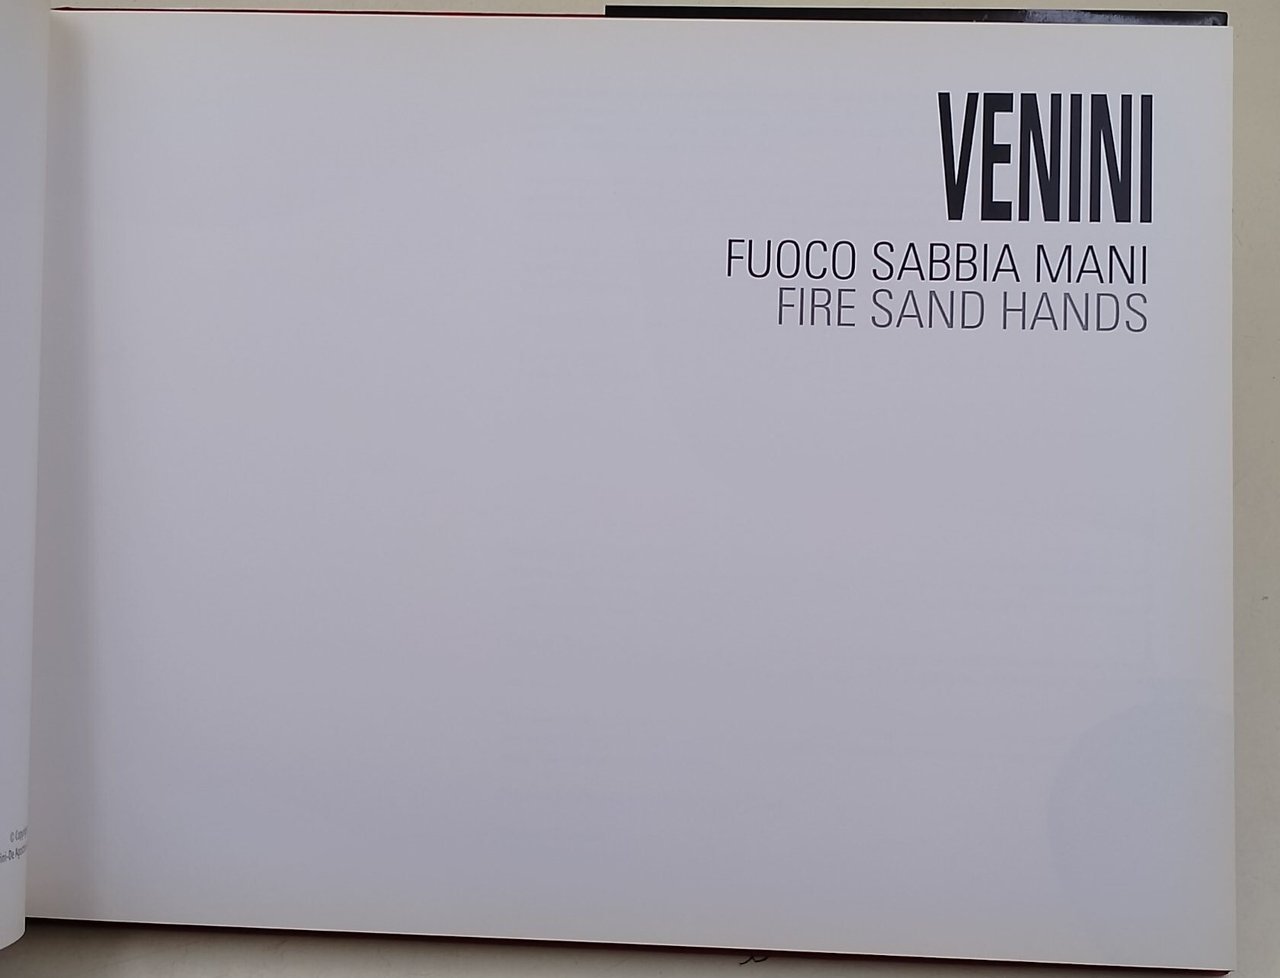 VENINI
FUOCO SABBIA MANI
FIRE SAND HANDS